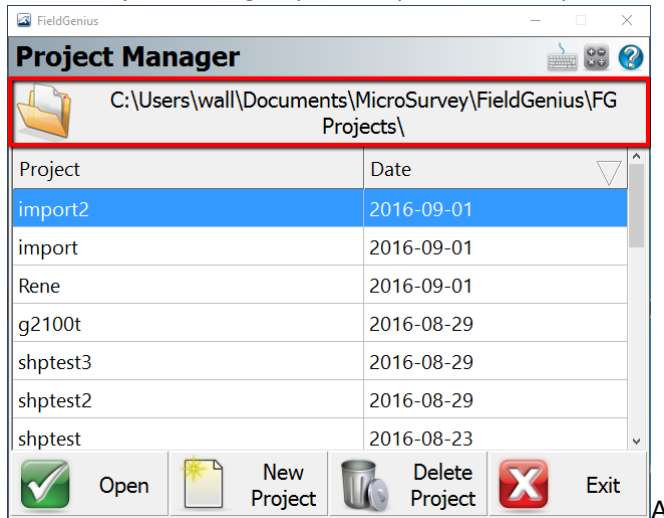 FieldGenius
Project Manager
C:\Users\wall\Documents\MicroSurvey\FieldGenius\FG
Projects\
Project Date
import2 2016-09-01
import 2016-09-01
Rene 2016-09-01
g2100t 2016-08-29
shptest3 2016-08-29
shptest2 2016-08-29
shptest 2016-08-23
Open New Project Delete Project Exit
A